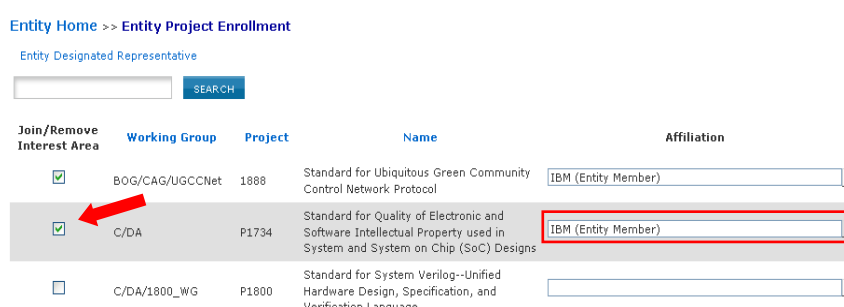 Entity Home >> Entity Project Enrollment
Entity Designated Representative
SEARCH
Join/Remove
Interest Area
Working Group
Project
Name
Affiliation
BOG/CAG/UGCCNet
1888
Standard for Ubiquitous Green Community
Control Network Protocol
IBM (Entity Member)
C/DA
P1734
Standard for Quality of Electronic and
Software Intellectual Property used in
System and System on Chip (SoC) Designs
IBM (Entity Member)
C/DA/1800_WG
P1800
Standard for System Verilog--Unified
Hardware Design, Specification, and
Verification Language